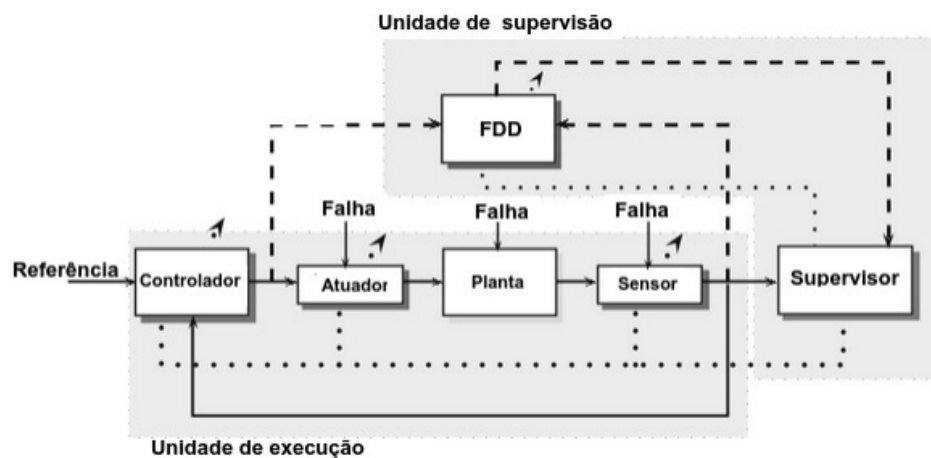 Unidade de supervisão
FDD
Falha
Falha
Falha
Referência
Controlador
Atuador
Planta
Sensor
Supervisor
Unidade de execução